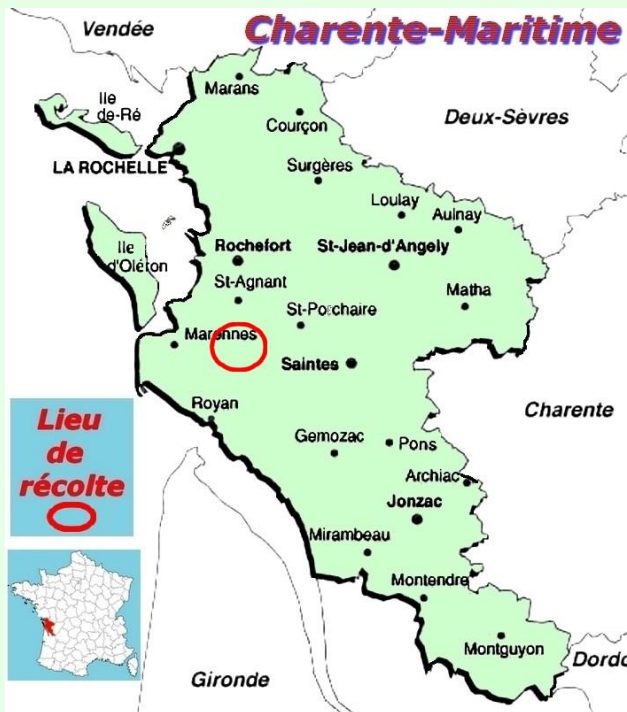 Charente-Maritime
Vendée
Marans
Ile
de-Ré
Courçon
Deux-Sèvres
LA ROCHELLE
Surgères
Loulay
Aulnay
Ile
d'Oléron
Rochefort
St-Jean-d'Angely
St-Agnant
St-Porchaire
Matha
Marennes
Saintes
Royan
Charente
Lieu
de
récolte
Gemozac
Pons
Archiac
Jonzac
Mirambeau
Montendre
Montguyon
Gironde
Dordo